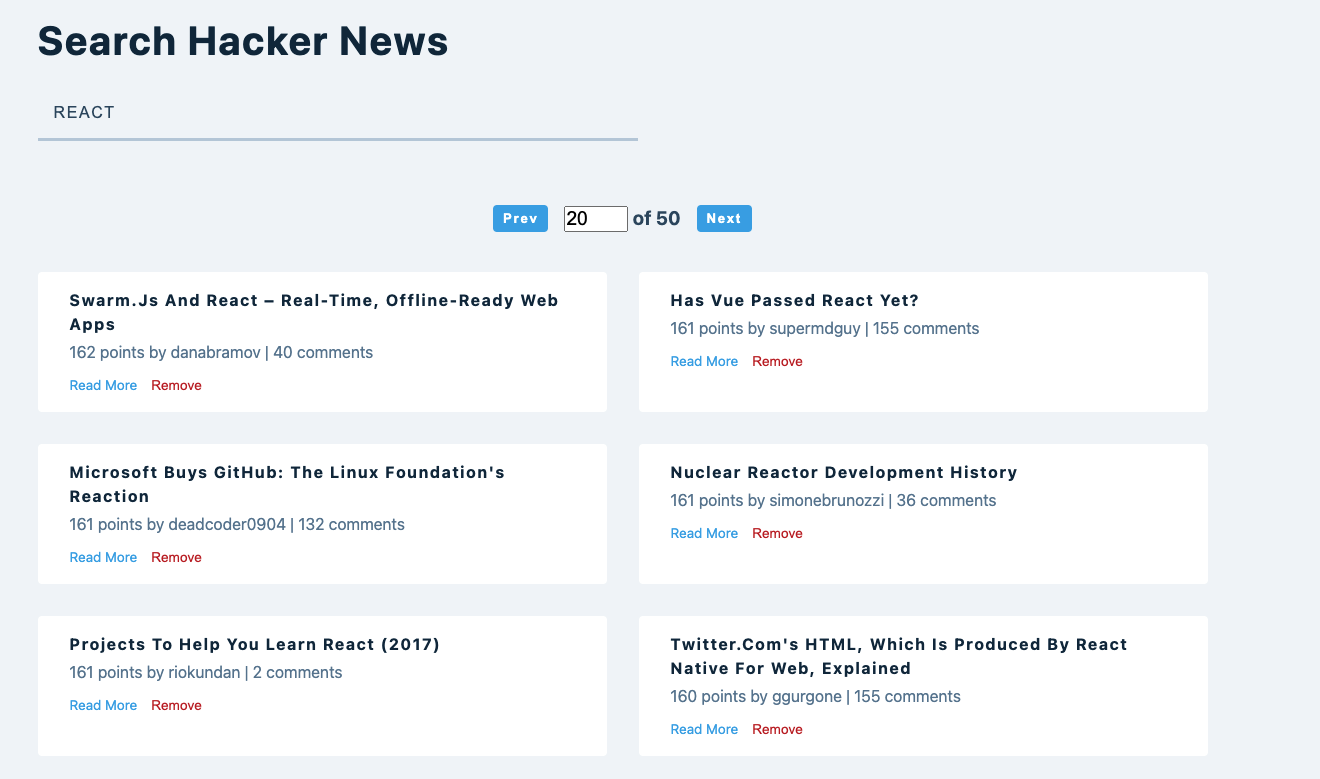 Search Hacker News
REACT
Prev 20 of 50 Next
Swarm.Js And React – Real-Time, Offline-Ready Web
Apps
162 points by danabramov | 40 comments
Read More Remove
Has Vue Passed React Yet?
161 points by supermdguy | 155 comments
Read More Remove
Microsoft Buys GitHub: The Linux Foundation's
Reaction
161 points by deadcoder0904 | 132 comments
Read More Remove
Nuclear Reactor Development History
161 points by simonebrunozzi | 36 comments
Read More Remove
Projects To Help You Learn React (2017)
161 points by riokundan | 2 comments
Read More Remove
Twitter.Com's HTML, Which Is Produced By React
Native For Web, Explained
160 points by ggurgone | 155 comments
Read More Remove